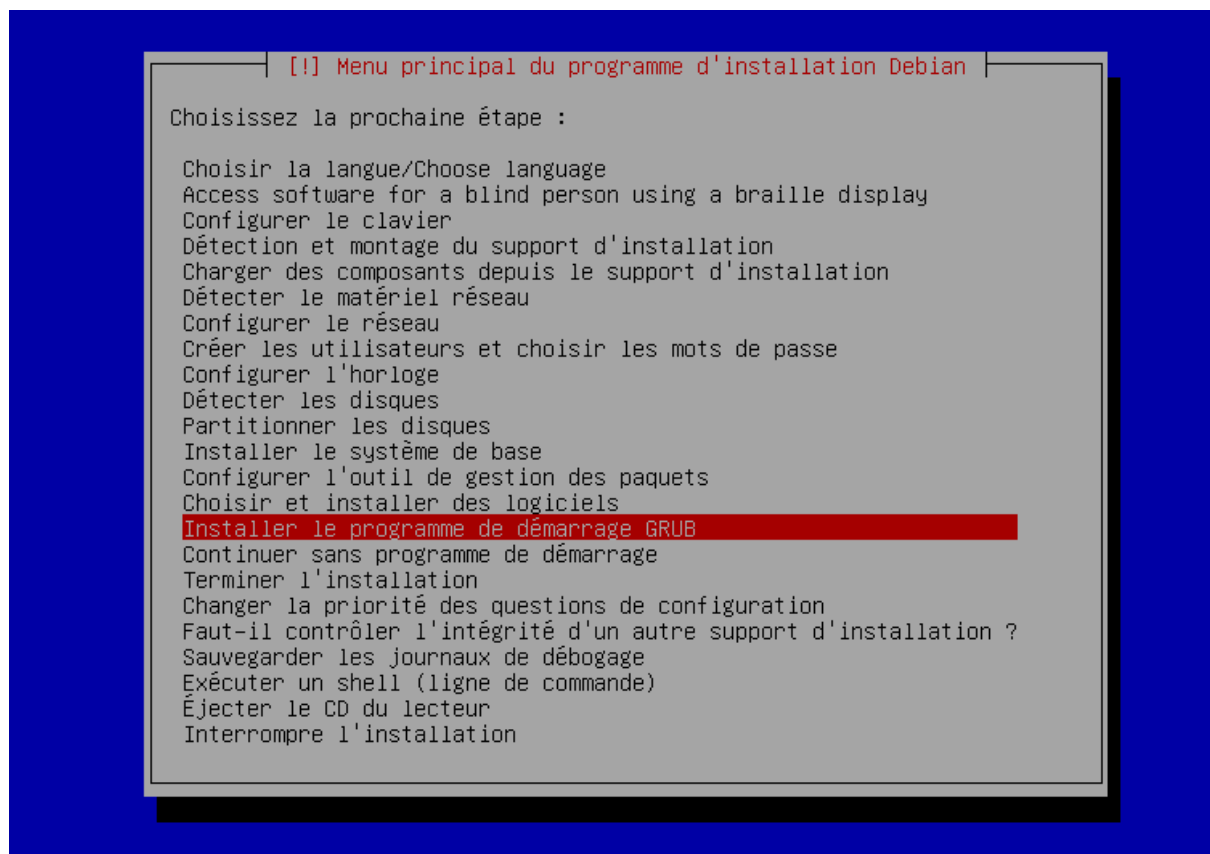 [!] Menu principal du programme d'installation Debian
Choisissez la prochaine étape :
Choisir la langue/Choose language
Access software for a blind person using a braille display
Configurer le clavier
Détection et montage du support d'installation
Charger des composants depuis le support d'installation
Détecter le matériel réseau
Configurer le réseau
Créer les utilisateurs et choisir les mots de passe
Configurer l'horloge
Détecter les disques
Partitionner les disques
Installer le système de base
Configurer l'outil de gestion des paquets
Choisir et installer des logiciels
Installer le programme de démarrage GRUB
Continuer sans programme de démarrage
Terminer l'installation
Changer la priorité des questions de configuration
Faut-il contrôler l'intégrité d'un autre support d'installation ?
Sauvegarder les journaux de débogage
Exécuter un shell (ligne de commande)
Éjecter le CD du lecteur
Interrompre l'installation